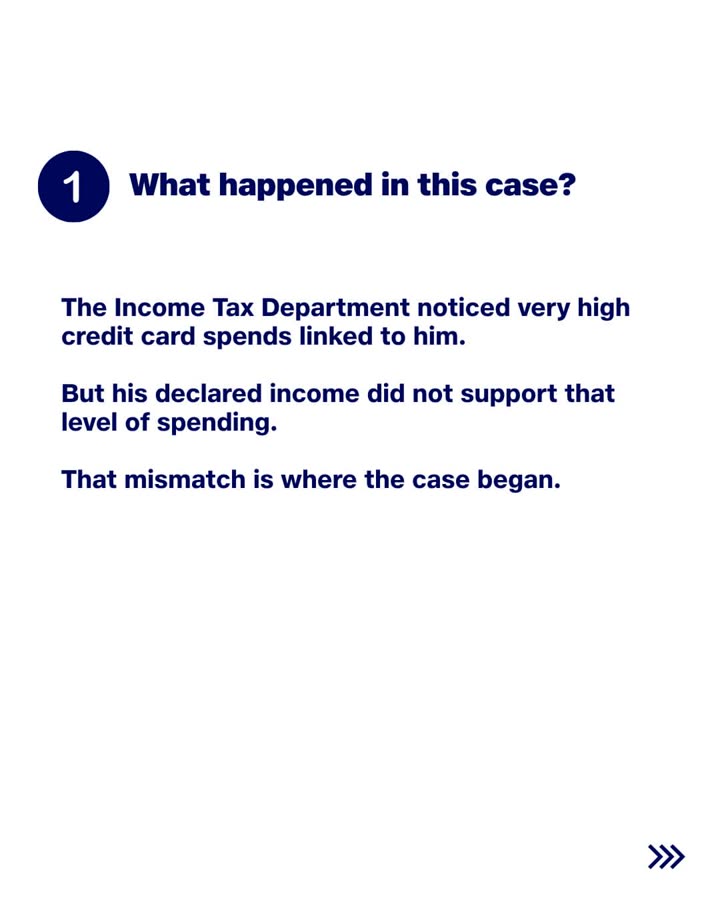 1
What happened in this case?
The Income Tax Department noticed very high
credit card spends linked to him.
But his declared income did not support that
level of spending.
That mismatch is where the case began.